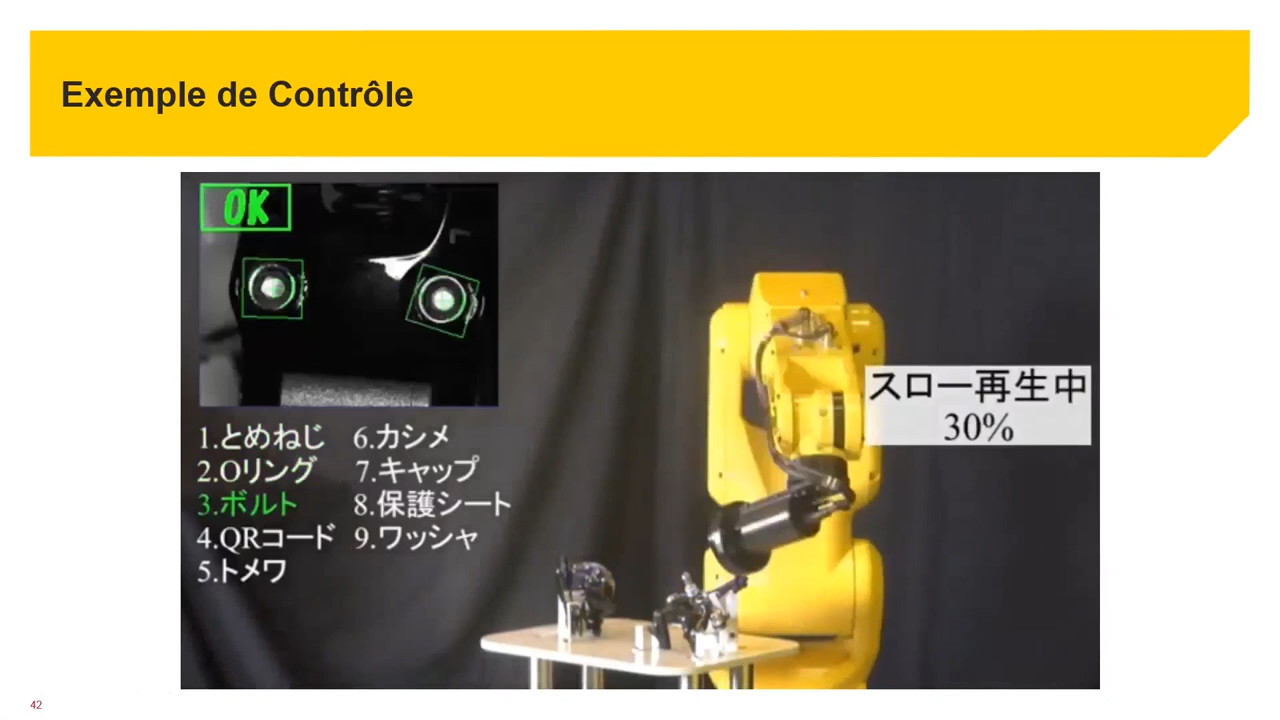 Exemple de Contrôle
OK
1.とめねじ 6.カシメ
2.Oリング 7.キャップ
3.ボルト 8.保護シート
4.QRコード 9.ワッシャ
5.トメワ
スロー再生中
30%
42